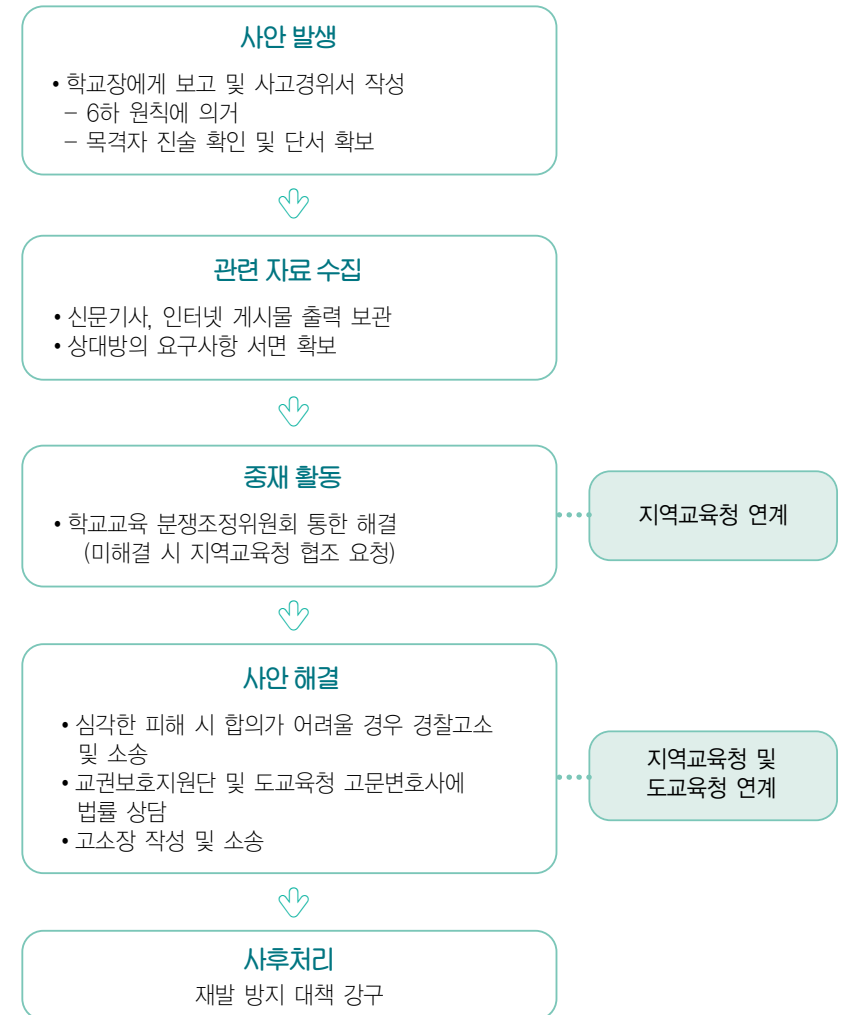 사안 발생
• 학교장에게 보고 및 사고경위서 작성
– 6하 원칙에 의거
– 목격자 진술 확인 및 단서 확보
관련 자료 수집
• 신문기사, 인터넷 게시물 출력 보관
• 상대방의 요구사항 서면 확보
중재 활동
• 학교교육 분쟁조정위원회 통한 해결
(미해결 시 지역교육청 협조 요청)
지역교육청 연계
사안 해결
• 심각한 피해 시 합의가 어려울 경우 경찰고소
및 소송
• 교권보호지원단 및 도교육청 고문변호사에
법률 상담
• 고소장 작성 및 소송
지역교육청 및
도교육청 연계
사후처리
재발 방지 대책 강구